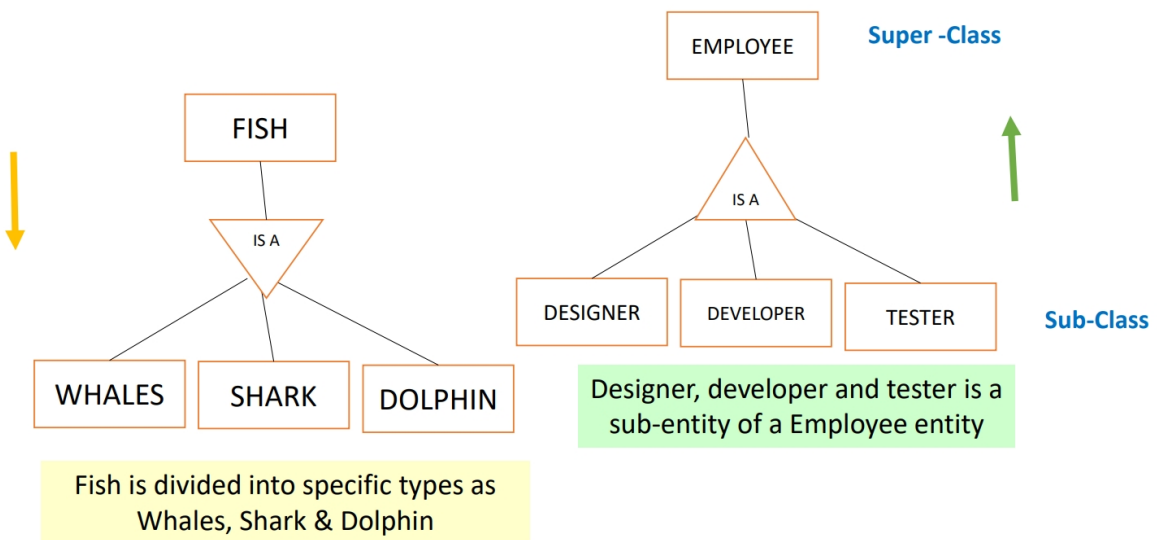 FISH
IS A
WHALES
SHARK
DOLPHIN
Fish is divided into specific types as
Whales, Shark & Dolphin
EMPLOYEE
Super -Class
IS A
DESIGNER
DEVELOPER
TESTER
Sub-Class
Designer, developer and tester is a
sub-entity of a Employee entity